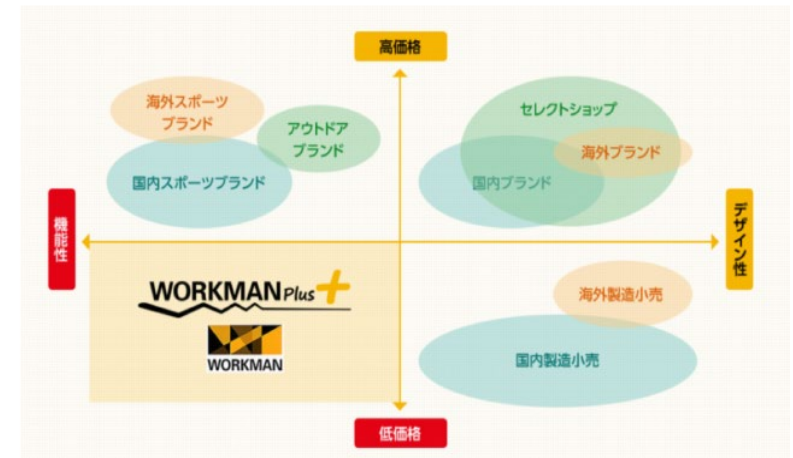 高価格
海外スポーツ
ブランド
アウトドア
ブランド
国内スポーツブランド
セレクトショップ
海外ブランド
国内ブランド
機能性
デザイン性
WORKMAN Plus+
WORKMAN
海外製造小売
国内製造小売
低価格